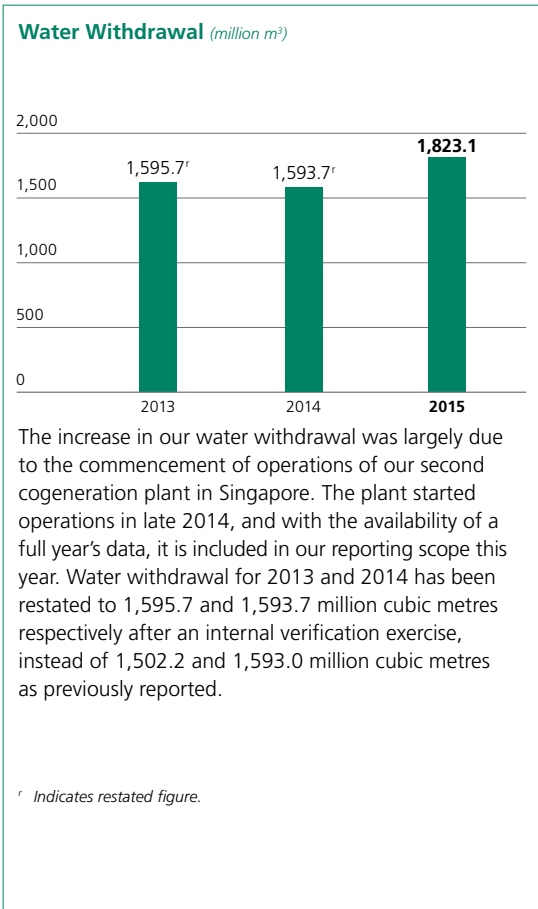 Water Withdrawal (million m³)
2,000
1,823.1
1,595.7ʳ
1,593.7ʳ
1,500
1,000
500
0
2013
2014
2015
The increase in our water withdrawal was largely due
to the commencement of operations of our second
cogeneration plant in Singapore. The plant started
operations in late 2014, and with the availability of a
full year’s data, it is included in our reporting scope this
year. Water withdrawal for 2013 and 2014 has been
restated to 1,595.7 and 1,593.7 million cubic metres
respectively after an internal verification exercise,
instead of 1,502.2 and 1,593.0 million cubic metres
as previously reported.
ʳ Indicates restated figure.